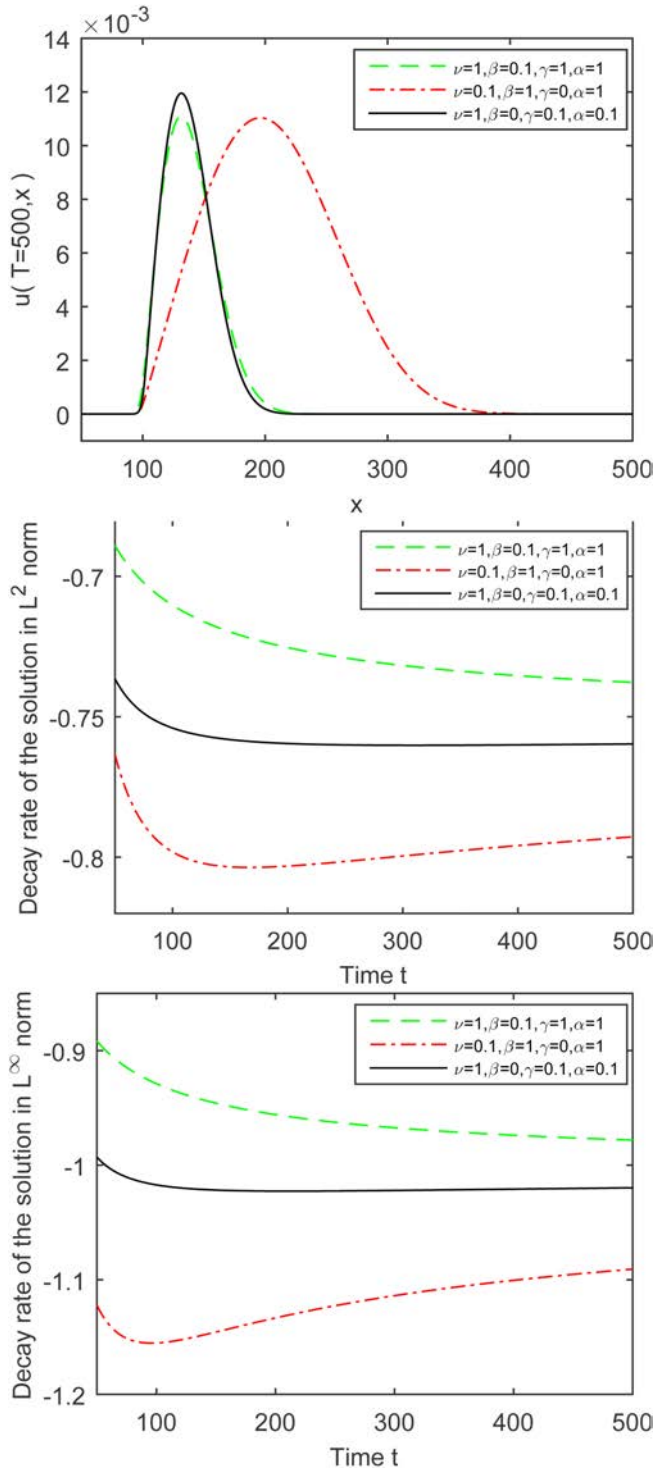 14 × 10⁻³
12
10
8
6
4
2
0
u( T=500,x )
ν=1,β=0.1,γ=1,α=1
ν=0.1,β=1,γ=0,α=1
ν=1,β=0,γ=0.1,α=0.1
100 200 300 400 500
x
-0.7
-0.75
-0.8
Decay rate of the solution in L² norm
ν=1,β=0.1,γ=1,α=1
ν=0.1,β=1,γ=0,α=1
ν=1,β=0,γ=0.1,α=0.1
100 200 300 400 500
Time t
-0.9
-1
-1.1
-1.2
Decay rate of the solution in L∞ norm
ν=1,β=0.1,γ=1,α=1
ν=0.1,β=1,γ=0,α=1
ν=1,β=0,γ=0.1,α=0.1
100 200 300 400 500
Time t